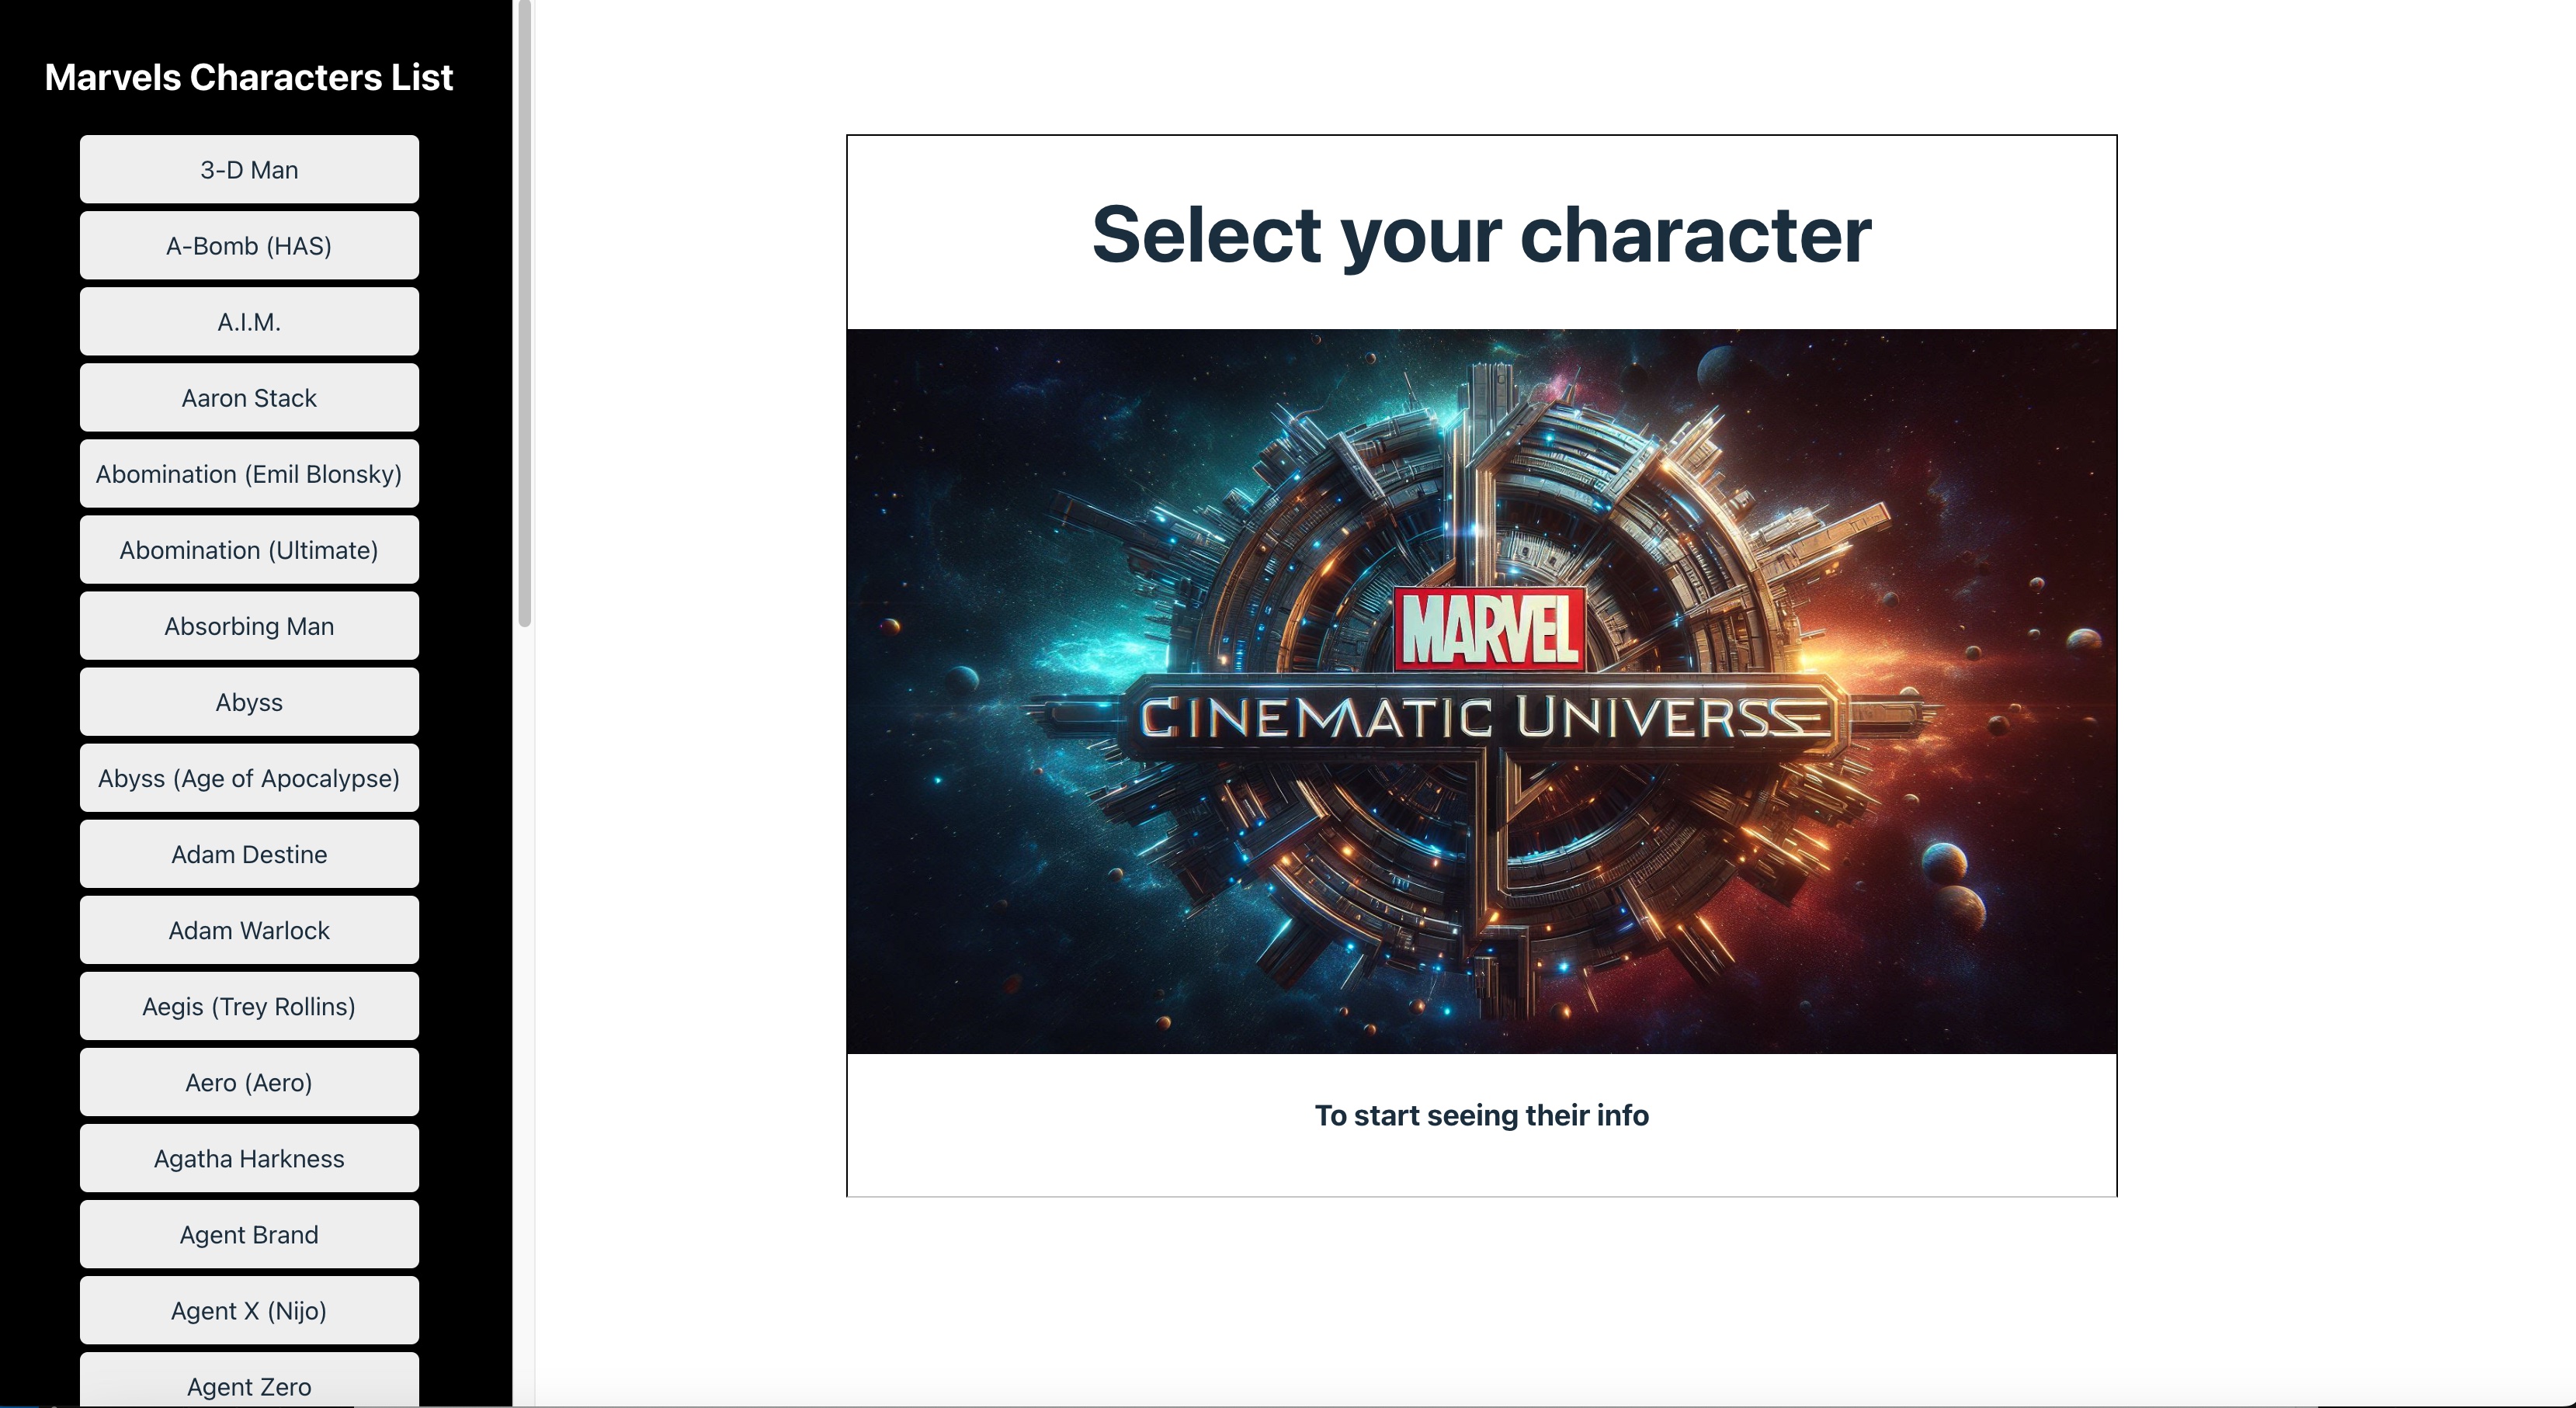 Marvels Characters List
3-D Man
A-Bomb (HAS)
A.I.M.
Aaron Stack
Abomination (Emil Blonsky)
Abomination (Ultimate)
Absorbing Man
Abyss
Abyss (Age of Apocalypse)
Adam Destine
Adam Warlock
Aegis (Trey Rollins)
Aero (Aero)
Agatha Harkness
Agent Brand
Agent X (Nijo)
Agent Zero
Select your character
MARVEL
CINEMATIC UNIVERSSE
To start seeing their info